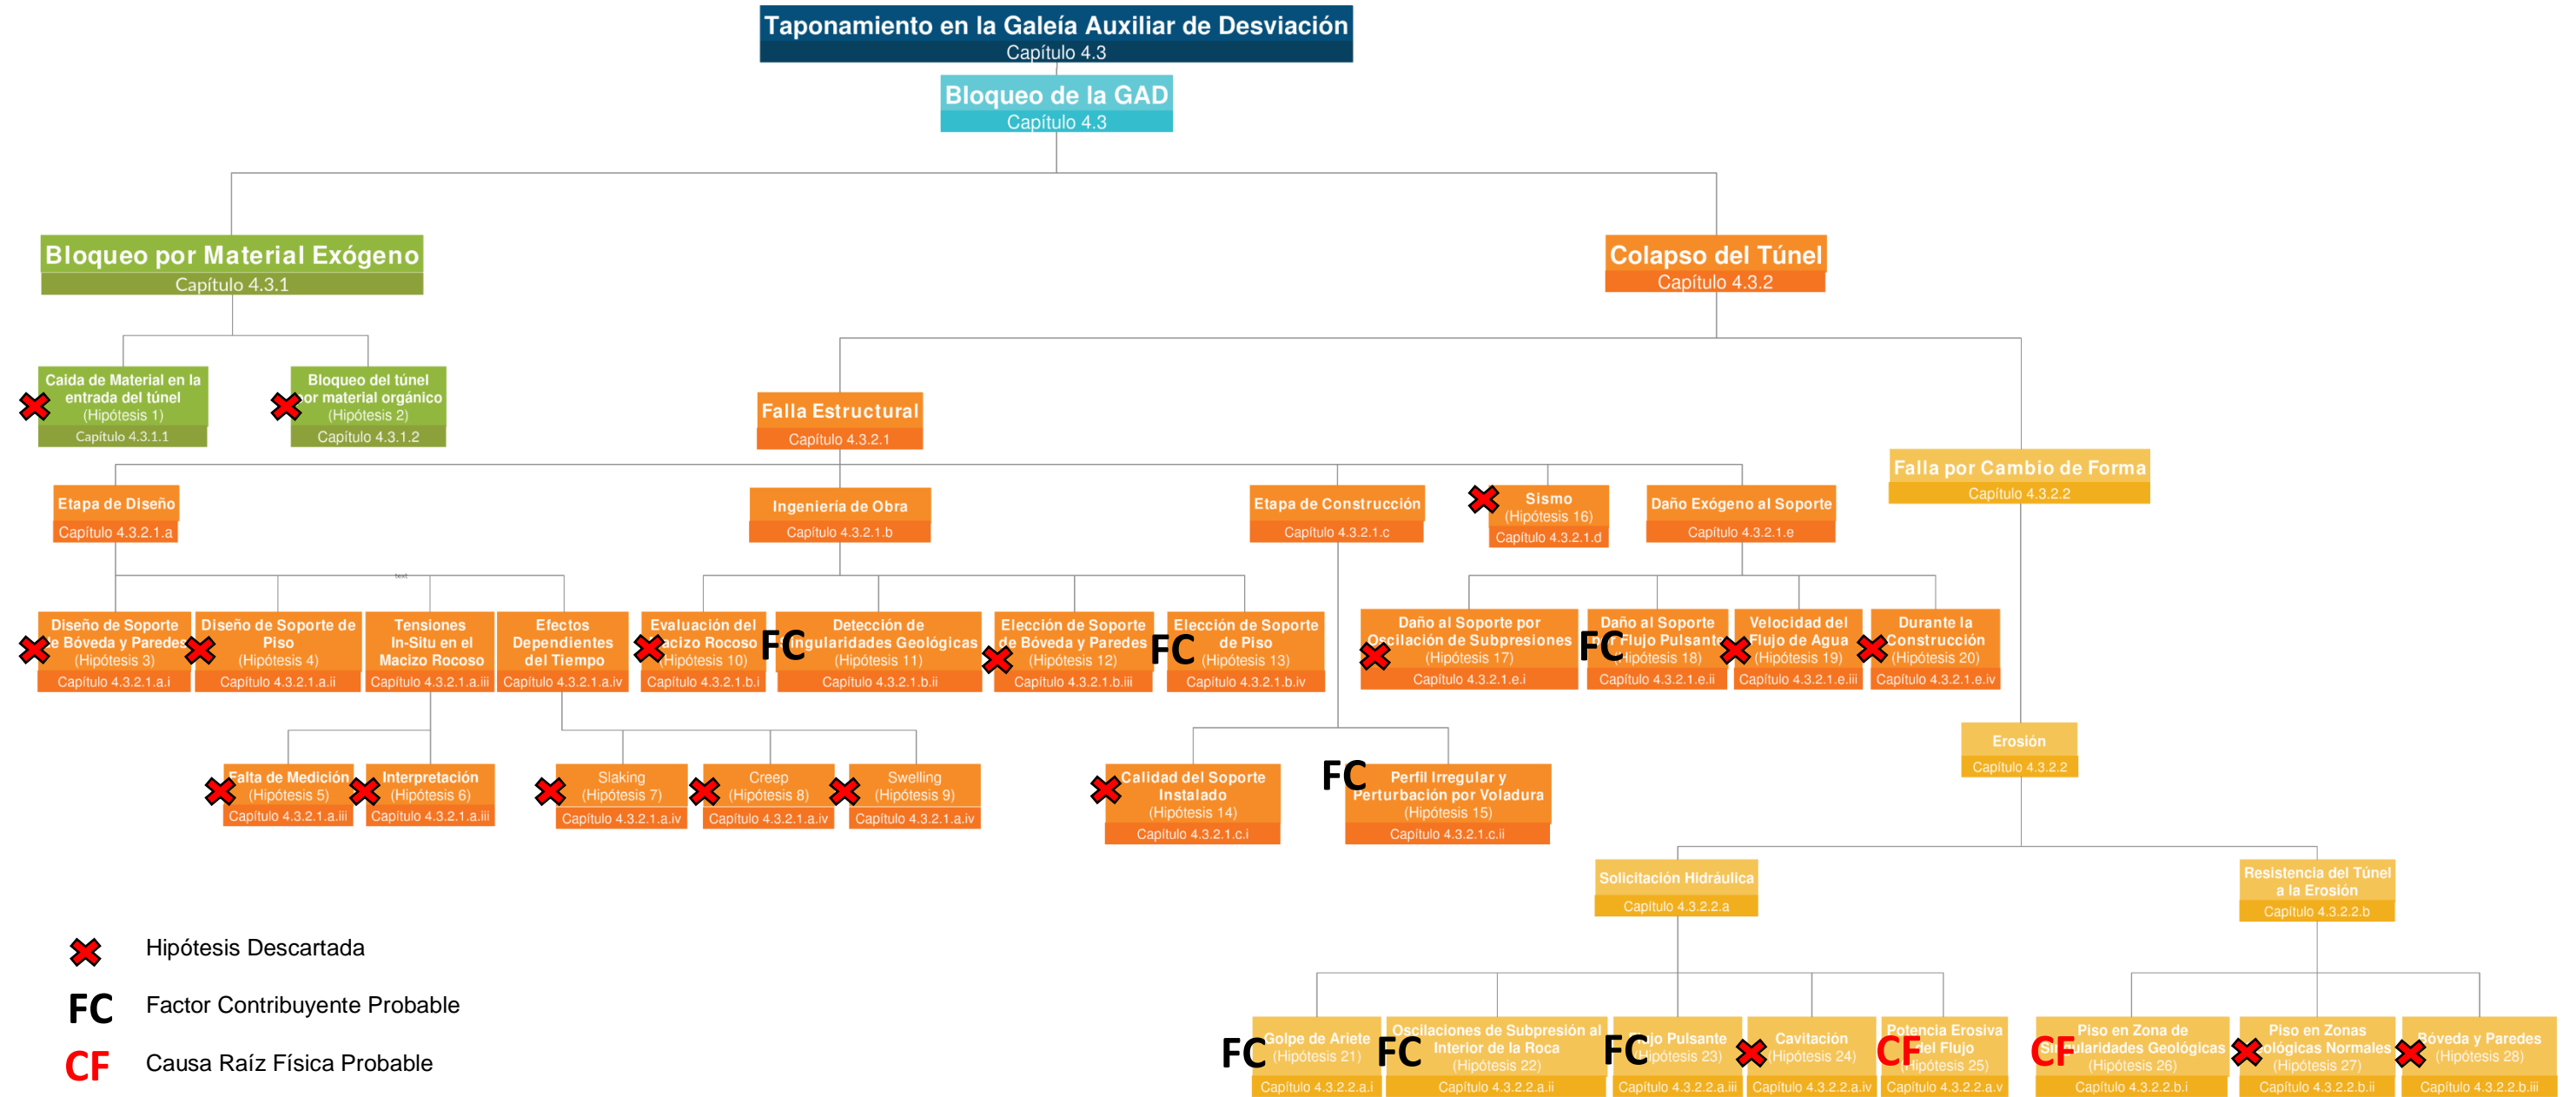 Taponamiento en la Galeía Auxiliar de Desviación
Capítulo 4.3
Bloqueo de la GAD
Capítulo 4.3
Bloqueo por Material Exógeno
Capítulo 4.3.1
Colapso del Túnel
Capítulo 4.3.2
Caida de Material en la
entrada del túnel
(Hipótesis 1)
Capítulo 4.3.1.1
Bloqueo del túnel
por material orgánico
(Hipótesis 2)
Capítulo 4.3.1.2
Falla Estructural
Capítulo 4.3.2.1
Falla por Cambio de Forma
Capítulo 4.3.2.2
Etapa de Diseño
Capítulo 4.3.2.1.a
Ingeniería de Obra
Capítulo 4.3.2.1.b
Etapa de Construcción
Capítulo 4.3.2.1.c
Sismo
(Hipótesis 16)
Capítulo 4.3.2.1.d
Daño Exógeno al Soporte
Capítulo 4.3.2.1.e
text
Diseño de Soporte
de Bóveda y Paredes
(Hipótesis 3)
Capítulo 4.3.2.1.a.i
Diseño de Soporte de
Piso
(Hipótesis 4)
Capítulo 4.3.2.1.a.ii
Tensiones
In-Situ en el
Macizo Rocoso
Capítulo 4.3.2.1.a.iii
Efectos
Dependientes
del Tiempo
Capítulo 4.3.2.1.a.iv
Evaluación del
Macizo Rocoso
(Hipótesis 10)
Capítulo 4.3.2.1.b.i
FC
Detección de
Singularidades Geológicas
(Hipótesis 11)
Capítulo 4.3.2.1.b.ii
Elección de Soporte
de Bóveda y Paredes
(Hipótesis 12)
Capítulo 4.3.2.1.b.iii
FC
Elección de Soporte
de Piso
(Hipótesis 13)
Capítulo 4.3.2.1.b.iv
Daño al Soporte por
Oscilación de Subpresiones
(Hipótesis 17)
Capítulo 4.3.2.1.e.i
FC
Daño al Soporte
por Flujo Pulsante
(Hipótesis 18)
Capítulo 4.3.2.1.e.ii
Velocidad del
Flujo de Agua
(Hipótesis 19)
Capítulo 4.3.2.1.e.iii
Durante la
Construcción
(Hipótesis 20)
Capítulo 4.3.2.1.e.iv
Falta de Medición
(Hipótesis 5)
Capítulo 4.3.2.1.a.iii
Interpretación
(Hipótesis 6)
Capítulo 4.3.2.1.a.iii
Slaking
(Hipótesis 7)
Capítulo 4.3.2.1.a.iv
Creep
(Hipótesis 8)
Capítulo 4.3.2.1.a.iv
Swelling
(Hipótesis 9)
Capítulo 4.3.2.1.a.iv
Calidad del Soporte
Instalado
(Hipótesis 14)
Capítulo 4.3.2.1.c.i
FC
Perfil Irregular y
Perturbación por Voladura
(Hipótesis 15)
Capítulo 4.3.2.1.c.ii
Erosión
Capítulo 4.3.2.2
Solicitación Hidráulica
Capítulo 4.3.2.2.a
Resistencia del Túnel
a la Erosión
Capítulo 4.3.2.2.b
FC
Golpe de Ariete
(Hipótesis 21)
Capítulo 4.3.2.2.a.i
FC
Oscilaciones de Subpresión al
Interior de la Roca
(Hipótesis 22)
Capítulo 4.3.2.2.a.ii
FC
Flujo Pulsante
(Hipótesis 23)
Capítulo 4.3.2.2.a.iii
Cavitación
(Hipótesis 24)
Capítulo 4.3.2.2.a.iv
CF
Potencia Erosiva
del Flujo
(Hipótesis 25)
Capítulo 4.3.2.2.a.v
CF
Piso en Zona de
Singularidades Geológicas
(Hipótesis 26)
Capítulo 4.3.2.2.b.i
Piso en Zonas
Geológicas Normales
(Hipótesis 27)
Capítulo 4.3.2.2.b.ii
Bóveda y Paredes
(Hipótesis 28)
Capítulo 4.3.2.2.b.iii
Hipótesis Descartada
FC Factor Contribuyente Probable
CF Causa Raíz Física Probable